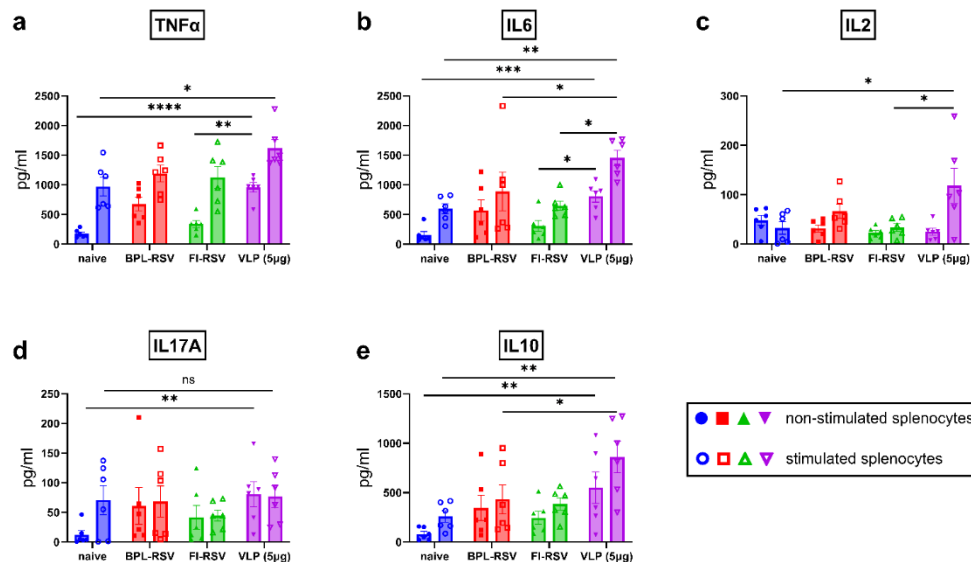 a
TNFα
pg/ml
2500
2000
1500
1000
500
0
*
****
**
naive BPL-RSV FI-RSV VLP (5µg)
b
IL6
pg/ml
2500
2000
1500
1000
500
0
**
***
*
*
*
naive BPL-RSV FI-RSV VLP (5µg)
c
IL2
pg/ml
300
200
100
0
*
*
naive BPL-RSV FI-RSV VLP (5µg)
d
IL17A
pg/ml
250
200
150
100
50
0
ns
**
naive BPL-RSV FI-RSV VLP (5µg)
e
IL10
pg/ml
1500
1000
500
0
**
**
*
naive BPL-RSV FI-RSV VLP (5µg)
non-stimulated splenocytes
stimulated splenocytes